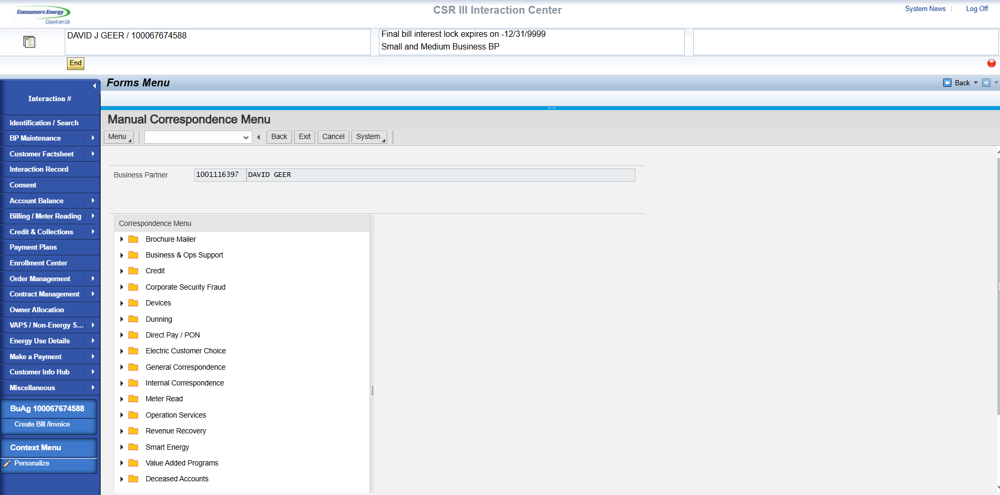 Consumers Energy
Count on Us
CSR III Interaction Center
System News
Log Off
DAVID J GEER / 100067674588
Final bill interest lock expires on -12/31/9999
Small and Medium Business BP
End
Forms Menu
Back
Interaction #
Identification / Search
BP Maintenance
Customer Factsheet
Interaction Record
Consent
Account Balance
Billing / Meter Reading
Credit & Collections
Payment Plans
Enrollment Center
Order Management
Contract Management
Owner Allocation
VAPS / Non-Energy S...
Energy Use Details
Make a Payment
Customer Info Hub
Miscellaneous
BuAg 100067674588
Create Bill /Invoice
Context Menu
Personalize
Manual Correspondence Menu
Menu
Back
Exit
Cancel
System
Business Partner
1001116397
DAVID GEER
Correspondence Menu
Brochure Mailer
Business & Ops Support
Credit
Corporate Security Fraud
Devices
Dunning
Direct Pay / PON
Electric Customer Choice
General Correspondence
Internal Correspondence
Meter Read
Operation Services
Revenue Recovery
Smart Energy
Value Added Programs
Deceased Accounts